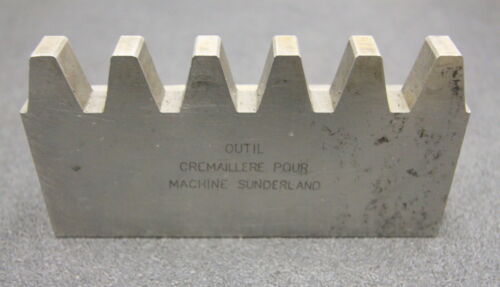 OUTIL
CREMAILLERE POUR
MACHINE SUNDERLAND